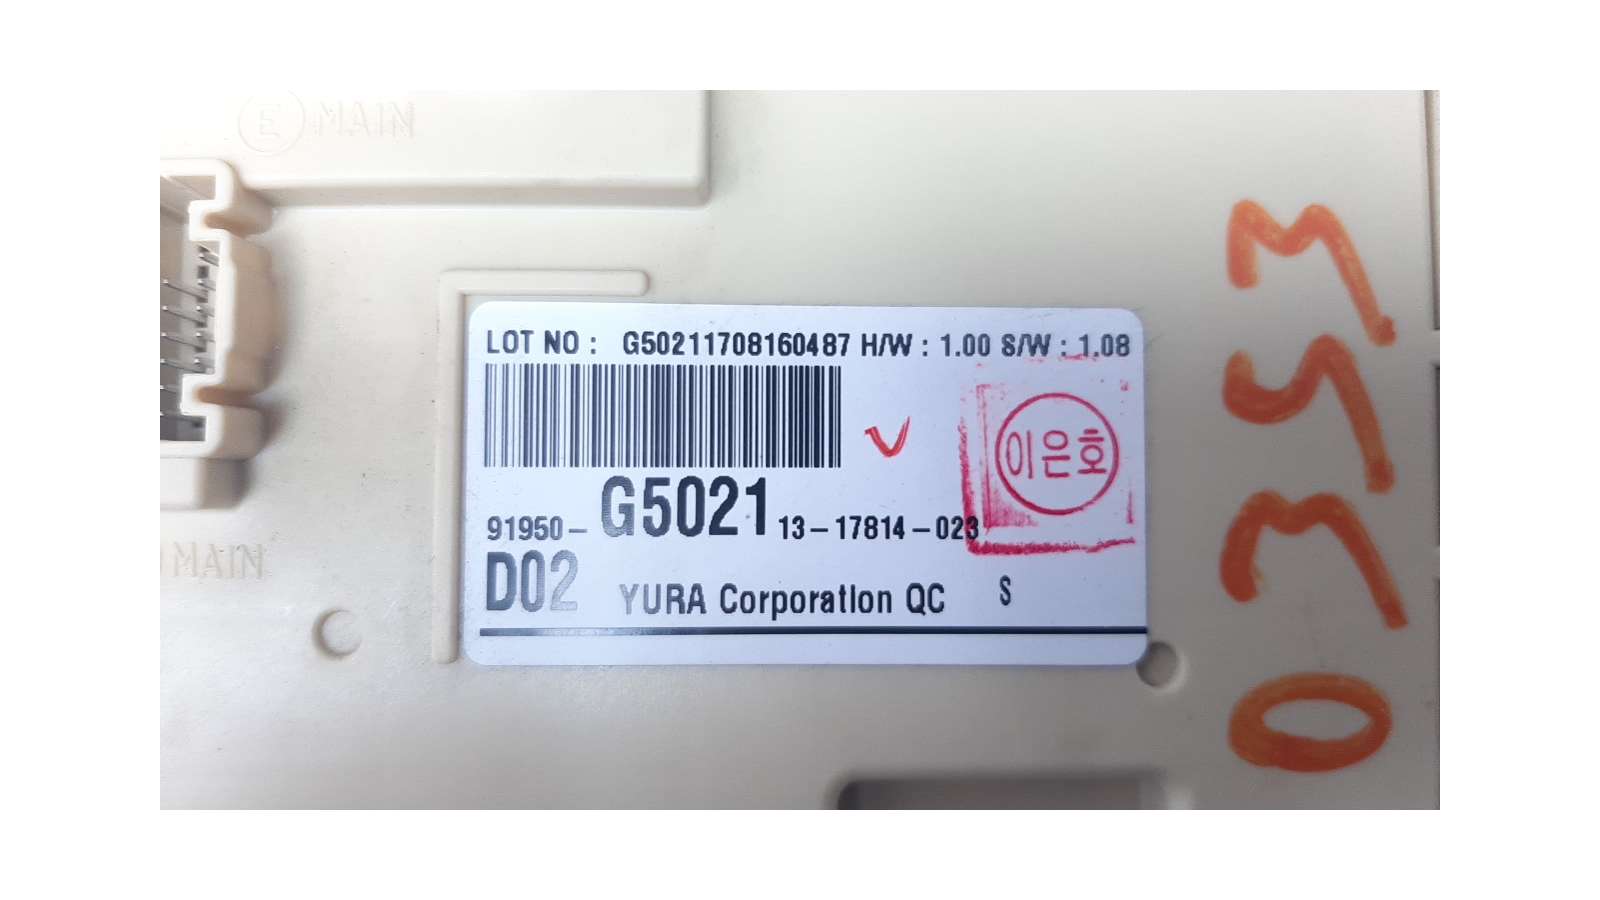 E MAIN
LOT NO : G50211708160487 H/W : 1.00 S/W : 1.08
이은호
91950- G5021 13-17814-023
D02 YURA Corporation QC S
MAIN
0353